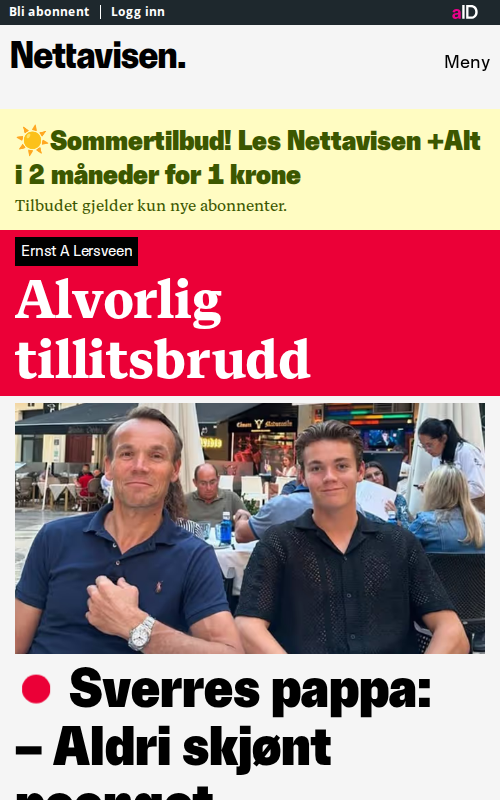 Bli abonnent | Logg inn
aID
Nettavisen.
Meny
Sommertilbud! Les Nettavisen +Alt
i 2 måneder for 1 krone
Tilbudet gjelder kun nye abonnenter.
Ernst A Lersveen
Alvorlig
tillitsbrudd
Sverres pappa:
– Aldri skjønt